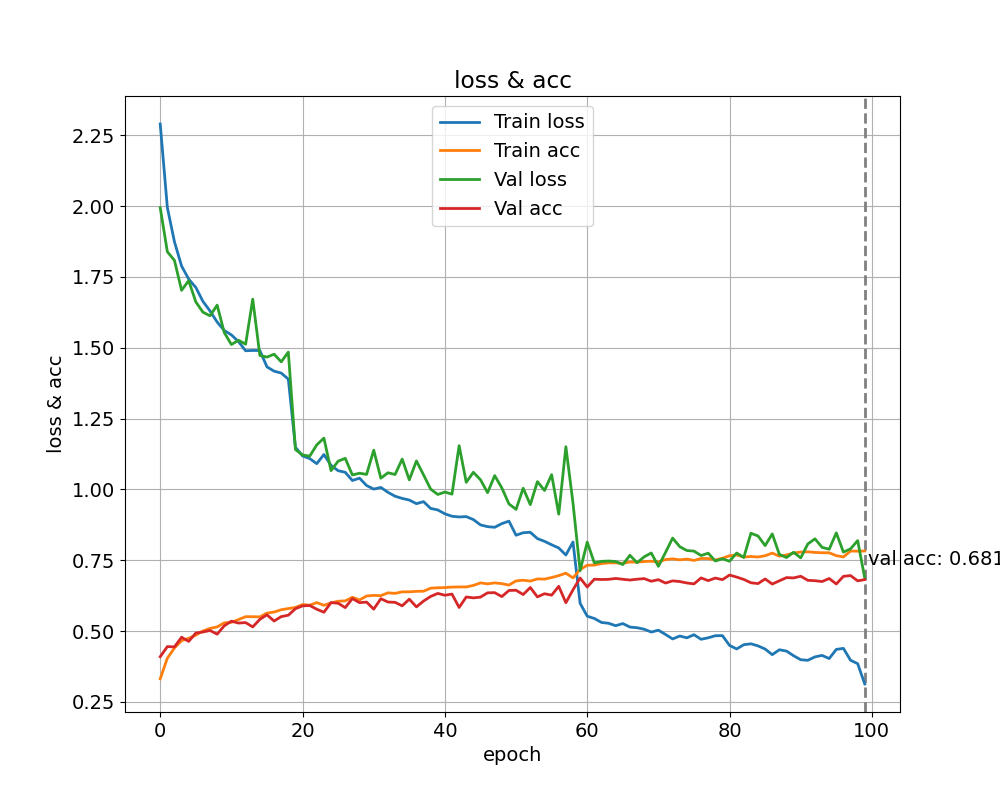 loss & acc
Train loss
Train acc
Val loss
Val acc
2.25
2.00
1.75
1.50
1.25
1.00
0.75
0.50
0.25
loss & acc
val acc: 0.681
0 20 40 60 80 100
epoch